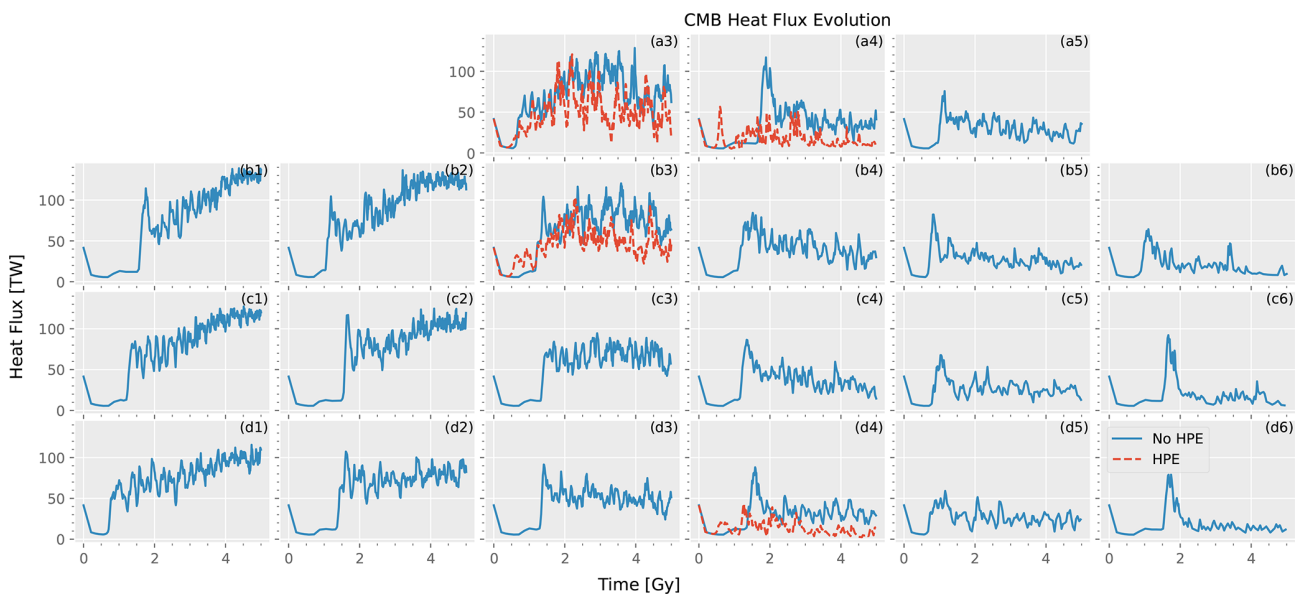 CMB Heat Flux Evolution
(a3) (a4) (a5)
100
50
0
(b1) (b2) (b3) (b4) (b5) (b6)
100
50
0
(c1) (c2) (c3) (c4) (c5) (c6)
100
50
0
(d1) (d2) (d3) (d4) (d5) (d6)
100
50
0
No HPE
HPE
0 2 4 0 2 4 0 2 4 0 2 4 0 2 4 0 2 4
Heat Flux [TW]
Time [Gy]